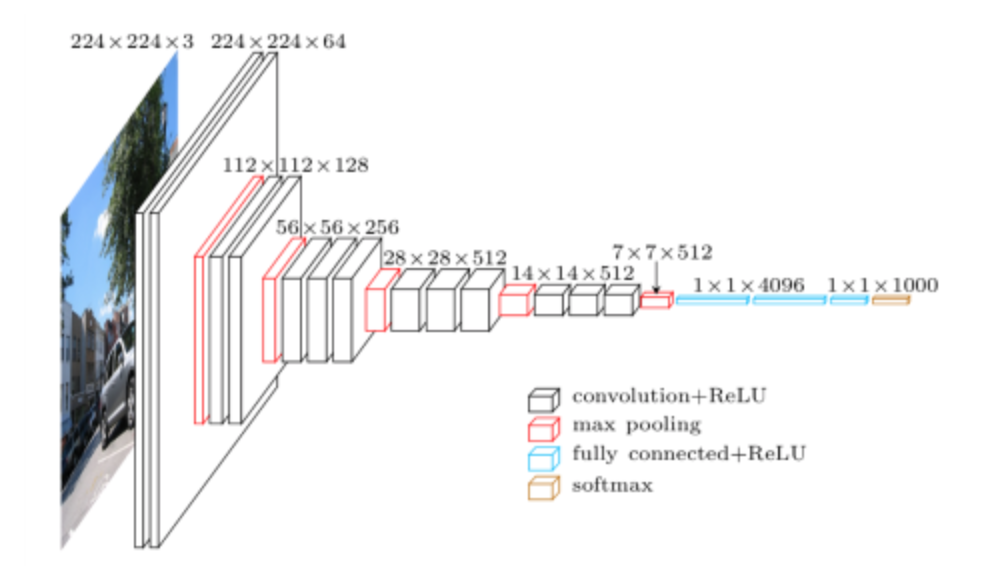 224×224×3
224×224×64
112×112×128
56×56×256
28×28×512
14×14×512
7×7×512
1×1×4096
1×1×1000
convolution+ReLU
max pooling
fully connected+ReLU
softmax